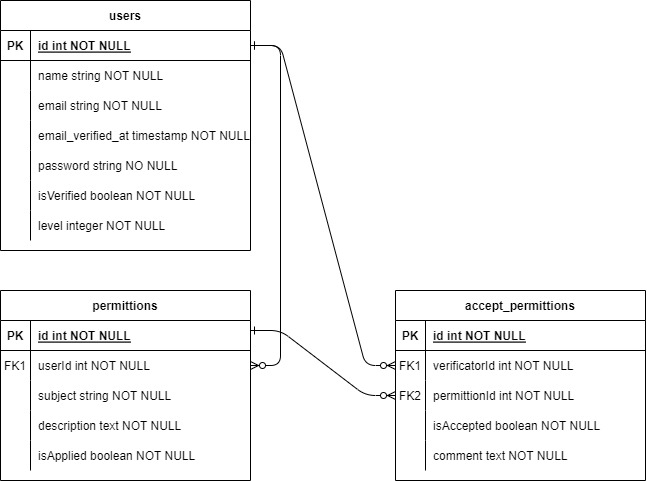 users
PK id int NOT NULL
name string NOT NULL
email string NOT NULL
email_verified_at timestamp NOT NULL
password string NO NULL
isVerified boolean NOT NULL
level integer NOT NULL
permittions
PK id int NOT NULL
FK1 userId int NOT NULL
subject string NOT NULL
description text NOT NULL
isApplied boolean NOT NULL
accept_permittions
PK id int NOT NULL
FK1 verificatorId int NOT NULL
FK2 permittionId int NOT NULL
isAccepted boolean NOT NULL
comment text NOT NULL